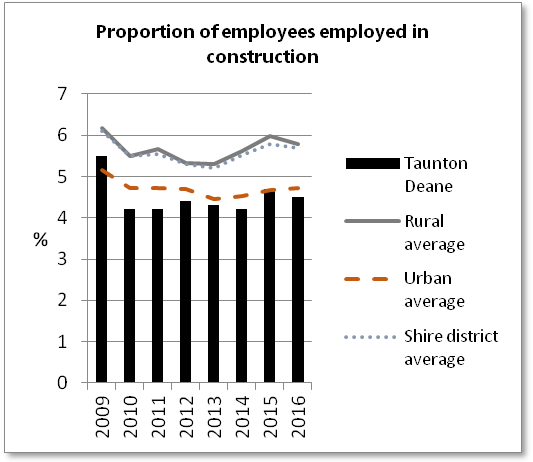 Proportion of employees employed in
construction
7
6
5
4
3
2
1
0
%
2009
2010
2011
2012
2013
2014
2015
2016
Taunton
Deane
Rural
average
Urban
average
Shire district
average